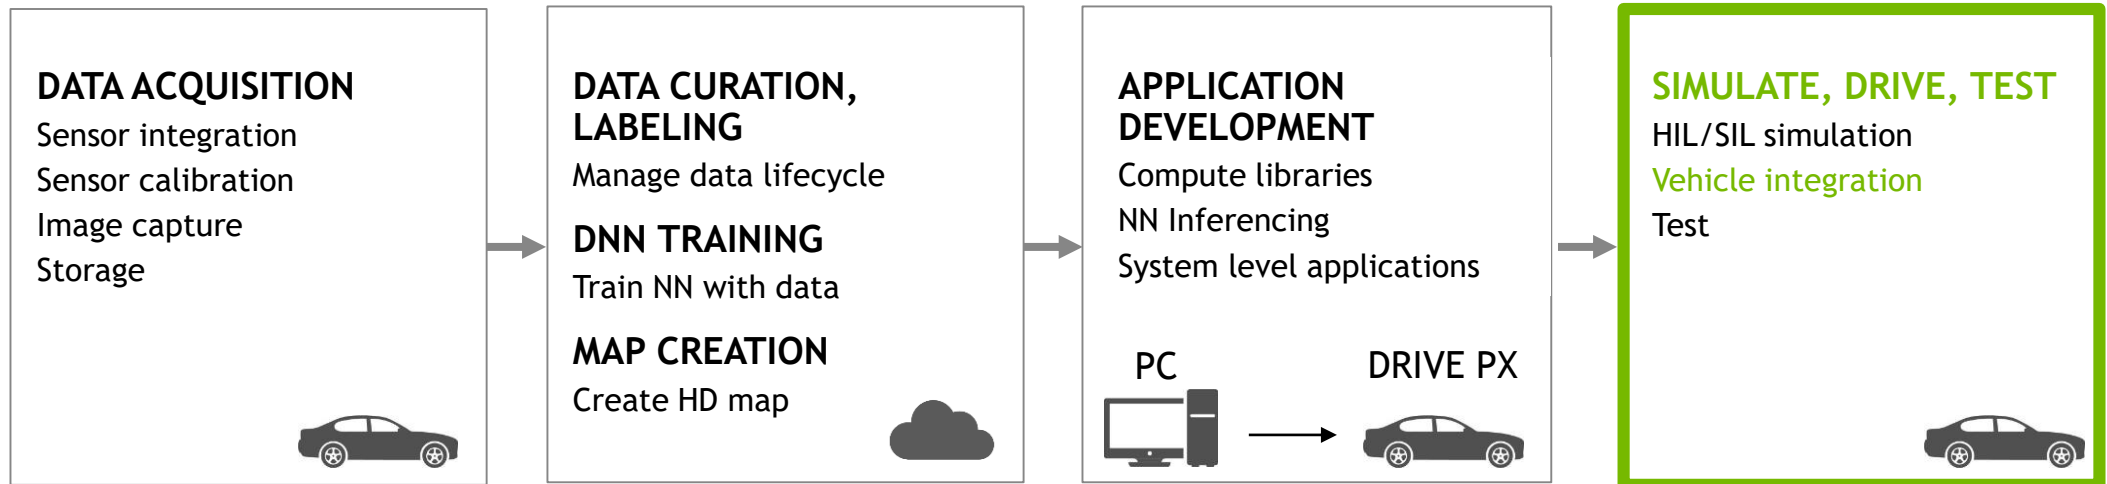 DATA ACQUISITION
Sensor integration
Sensor calibration
Image capture
Storage
DATA CURATION,
LABELING
Manage data lifecycle
DNN TRAINING
Train NN with data
MAP CREATION
Create HD map
APPLICATION
DEVELOPMENT
Compute libraries
NN Inferencing
System level applications
PC
DRIVE PX
SIMULATE, DRIVE, TEST
HIL/SIL simulation
Vehicle integration
Test